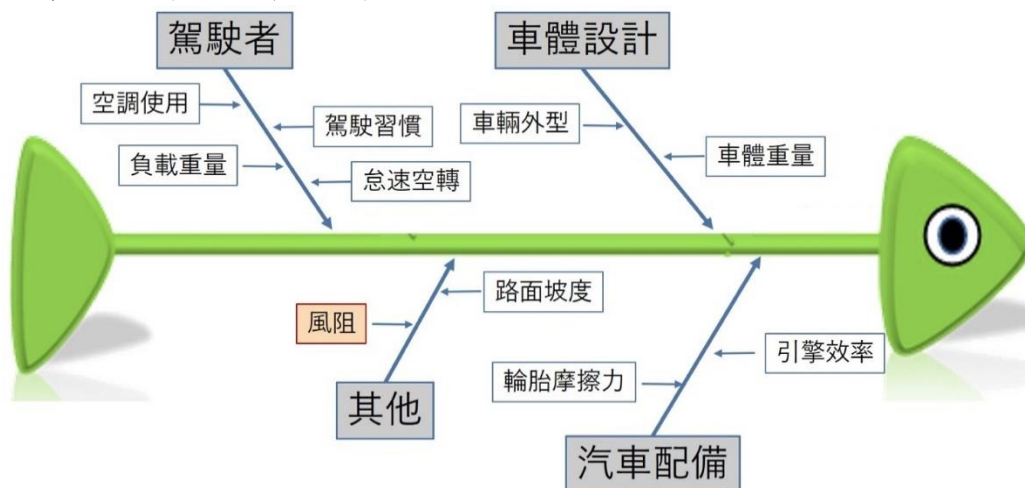 駕駛者
車體設計
空調使用
駕駛習慣
車輛外型
負載重量
車體重量
怠速空轉
路面坡度
風阻
引擎效率
輪胎摩擦力
其他
汽車配備